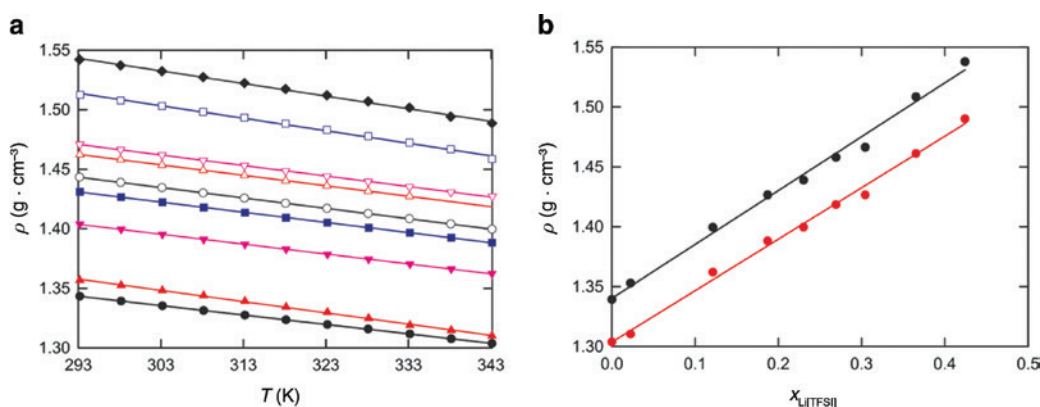 a
1.55
1.50
1.45
1.40
1.35
1.30
ρ (g · cm⁻³)
293 303 313 323 333 343
T (K)
b
1.55
1.50
1.45
1.40
1.35
1.30
ρ (g · cm⁻³)
0.0 0.1 0.2 0.3 0.4 0.5
x Li[TFSI]